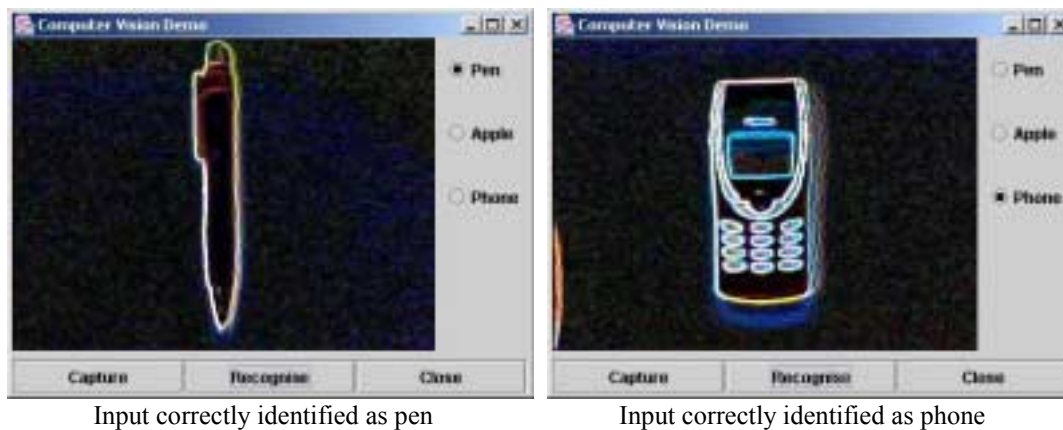 Computer Vision Demo
Pen
Apple
Phone
Capture
Recognise
Close
Input correctly identified as pen
Computer Vision Demo
Pen
Apple
Phone
Capture
Recognise
Close
Input correctly identified as phone